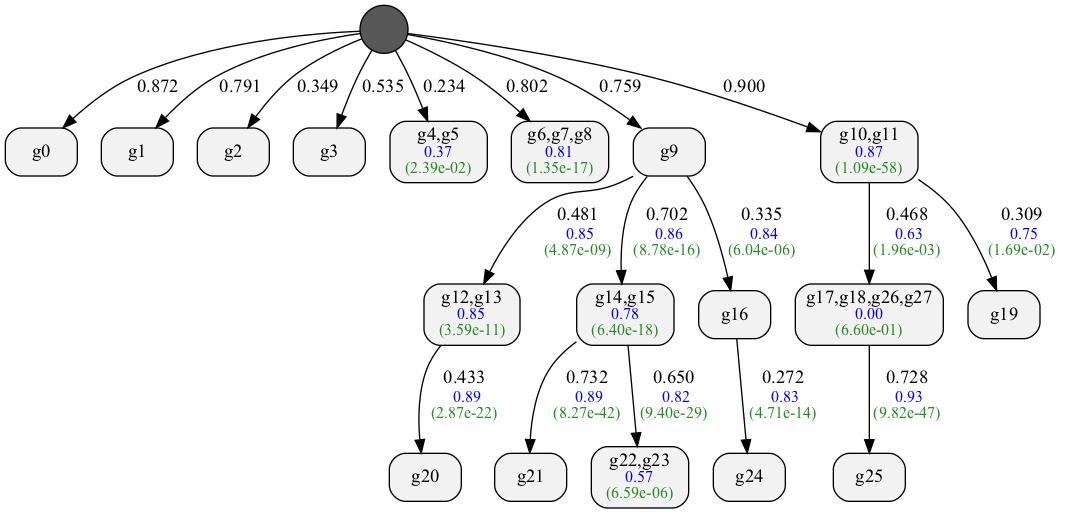 0.872
0.791
0.349
0.535
0.234
0.802
0.759
0.900
g0
g1
g2
g3
g4,g5
0.37
(2.39e-02)
g6,g7,g8
0.81
(1.35e-17)
g9
g10,g11
0.87
(1.09e-58)
0.481
0.85
(4.87e-09)
0.702
0.86
(8.78e-16)
0.335
0.84
(6.04e-06)
0.468
0.63
(1.96e-03)
0.309
0.75
(1.69e-02)
g12,g13
0.85
(3.59e-11)
g14,g15
0.78
(6.40e-18)
g16
g17,g18,g26,g27
0.00
(6.60e-01)
g19
0.433
0.89
(2.87e-22)
0.732
0.89
(8.27e-42)
0.650
0.82
(9.40e-29)
0.272
0.83
(4.71e-14)
0.728
0.93
(9.82e-47)
g20
g21
g22,g23
0.57
(6.59e-06)
g24
g25